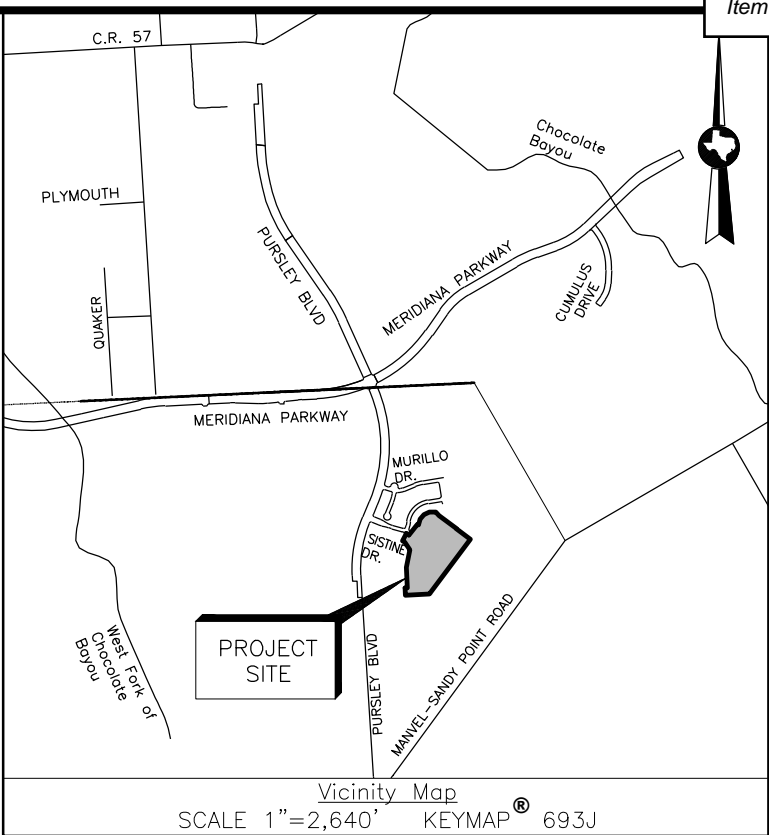 Item
C.R. 57
Chocolate
Bayou
PLYMOUTH
PURSLEY BLVD
MERIDIANA PARKWAY
CUMULUS
DRIVE
QUAKER
MERIDIANA PARKWAY
MURILLO
DR.
SISTINE
DR.
West Fork of
Chocolate
Bayou
PROJECT
SITE
PURSLEY BLVD
MANVEL-SANDY POINT ROAD
Vicinity Map
SCALE 1"=2,640' KEYMAP® 693J